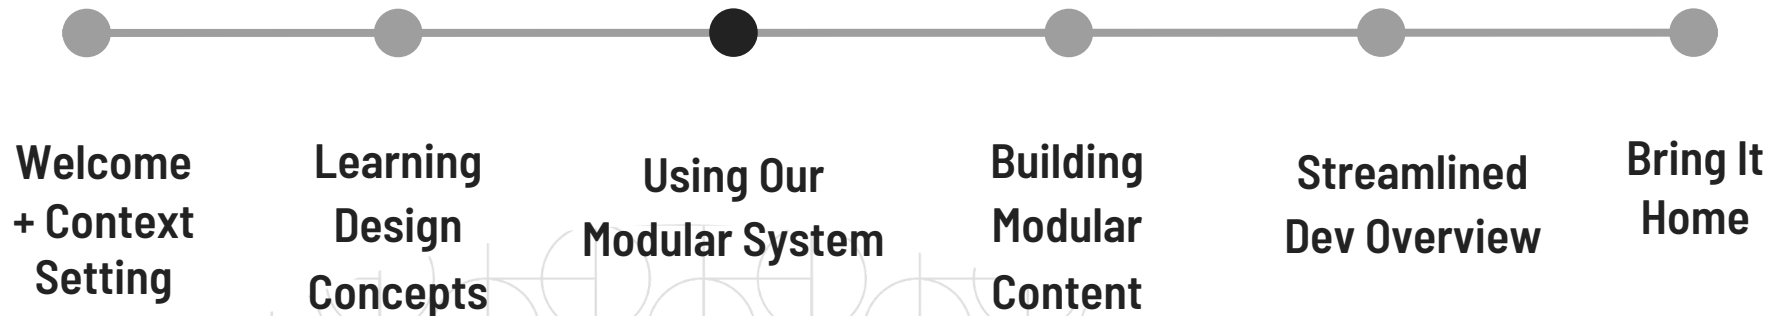 Welcome
+ Context
Setting
Learning
Design
Concepts
Using Our
Modular System
Building
Modular
Content
Streamlined
Dev Overview
Bring It
Home